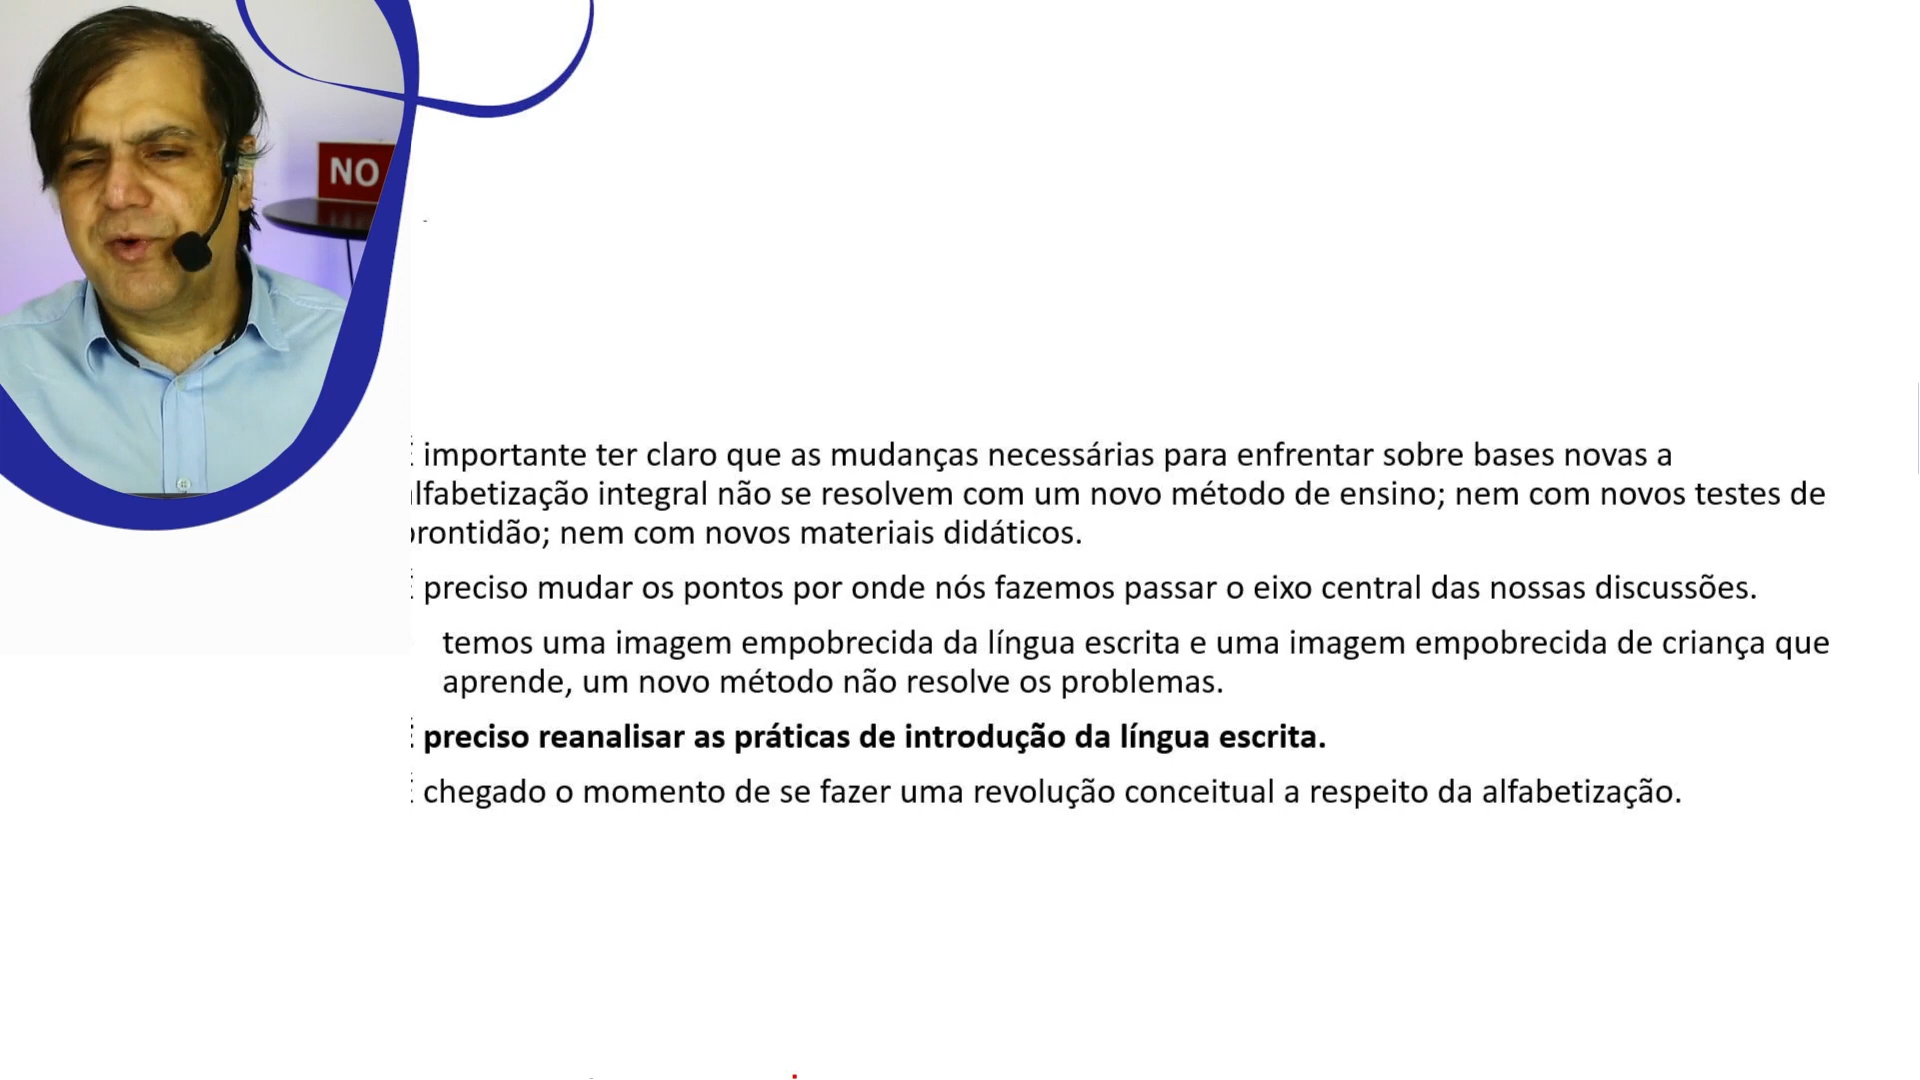 NO
importante ter claro que as mudanças necessárias para enfrentar sobre bases novas a
lfabetização integral não se resolvem com um novo método de ensino; nem com novos testes de
rontidão; nem com novos materiais didáticos.
preciso mudar os pontos por onde nós fazemos passar o eixo central das nossas discussões.
temos uma imagem empobrecida da língua escrita e uma imagem empobrecida de criança que
aprende, um novo método não resolve os problemas.
preciso reanalisar as práticas de introdução da língua escrita.
chegado o momento de se fazer uma revolução conceitual a respeito da alfabetização.